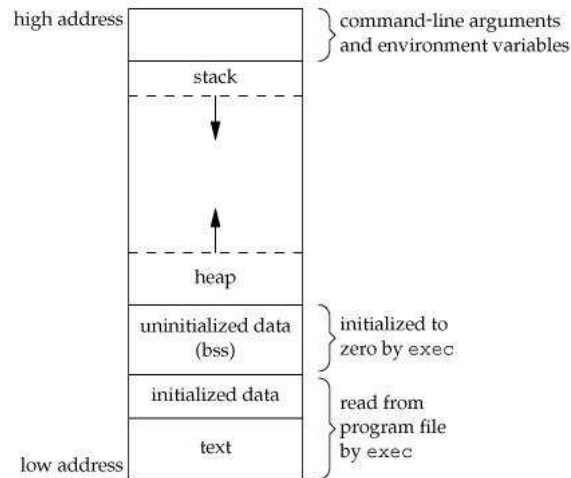 high address
command-line arguments
and environment variables
stack
heap
uninitialized data
(bss)
initialized to
zero by exec
initialized data
read from
program file
by exec
text
low address